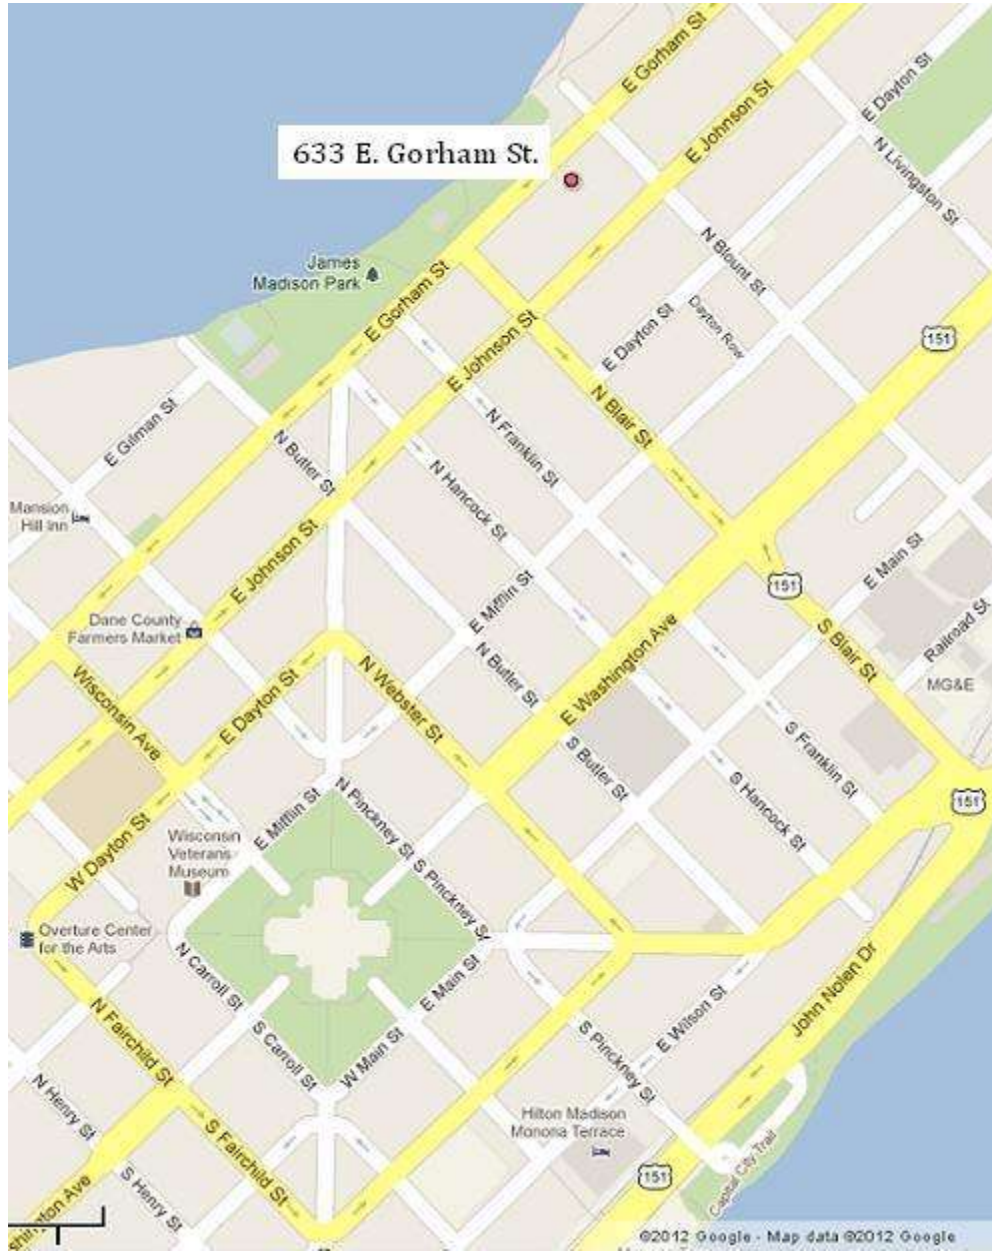 E Gorham St
E Dayton St
E Johnson St
633 E. Gorham St.
N Livingston St
N Blount St
James
Madison Park
E Gorham St
E Dayton St
Dayton Row
151
E Johnson St
N Blair St
E Gilman St
N Butler St
N Franklin St
N Hancock St
Mansion
Hill Inn
E Johnson St
E Main St
151
E Mifflin St
Railroad St
Dane County
Farmers Market
E Washington Ave
S Blair St
N Butler St
MG&E
Wisconsin Ave
E Dayton St
N Webster St
S Franklin St
S Butler St
S Hancock St
151
E Mifflin St
N Pinckney St
W Dayton St
Wisconsin
Veterans
Museum
S Pinckney St
Overture Center
for the Arts
N Carroll St
E Main St
John Nolen Dr
E Wilson St
N Fairchild St
S Carroll St
W Main St
S Pinckney St
N Henry St
S Fairchild St
Hilton Madison
Monona Terrace
151
Capital City Trail
S Henry St
shington Ave
©2012 Google - Map data ©2012 Google